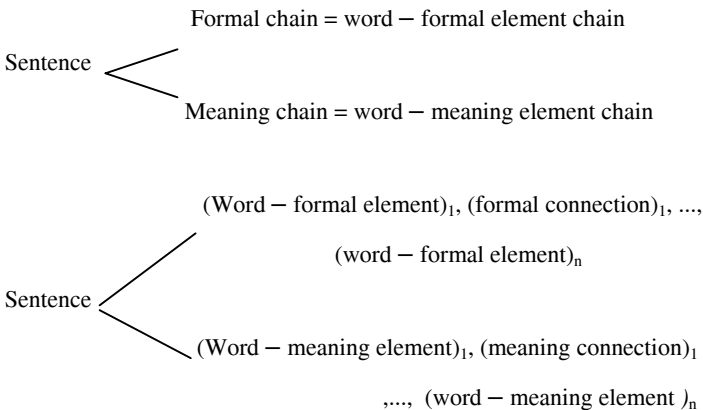 Formal chain = word – formal element chain
Sentence
Meaning chain = word – meaning element chain
(Word – formal element)₁, (formal connection)₁, ...,
(word – formal element)ₙ
Sentence
(Word – meaning element)₁, (meaning connection)₁
,..., (word – meaning element )ₙ